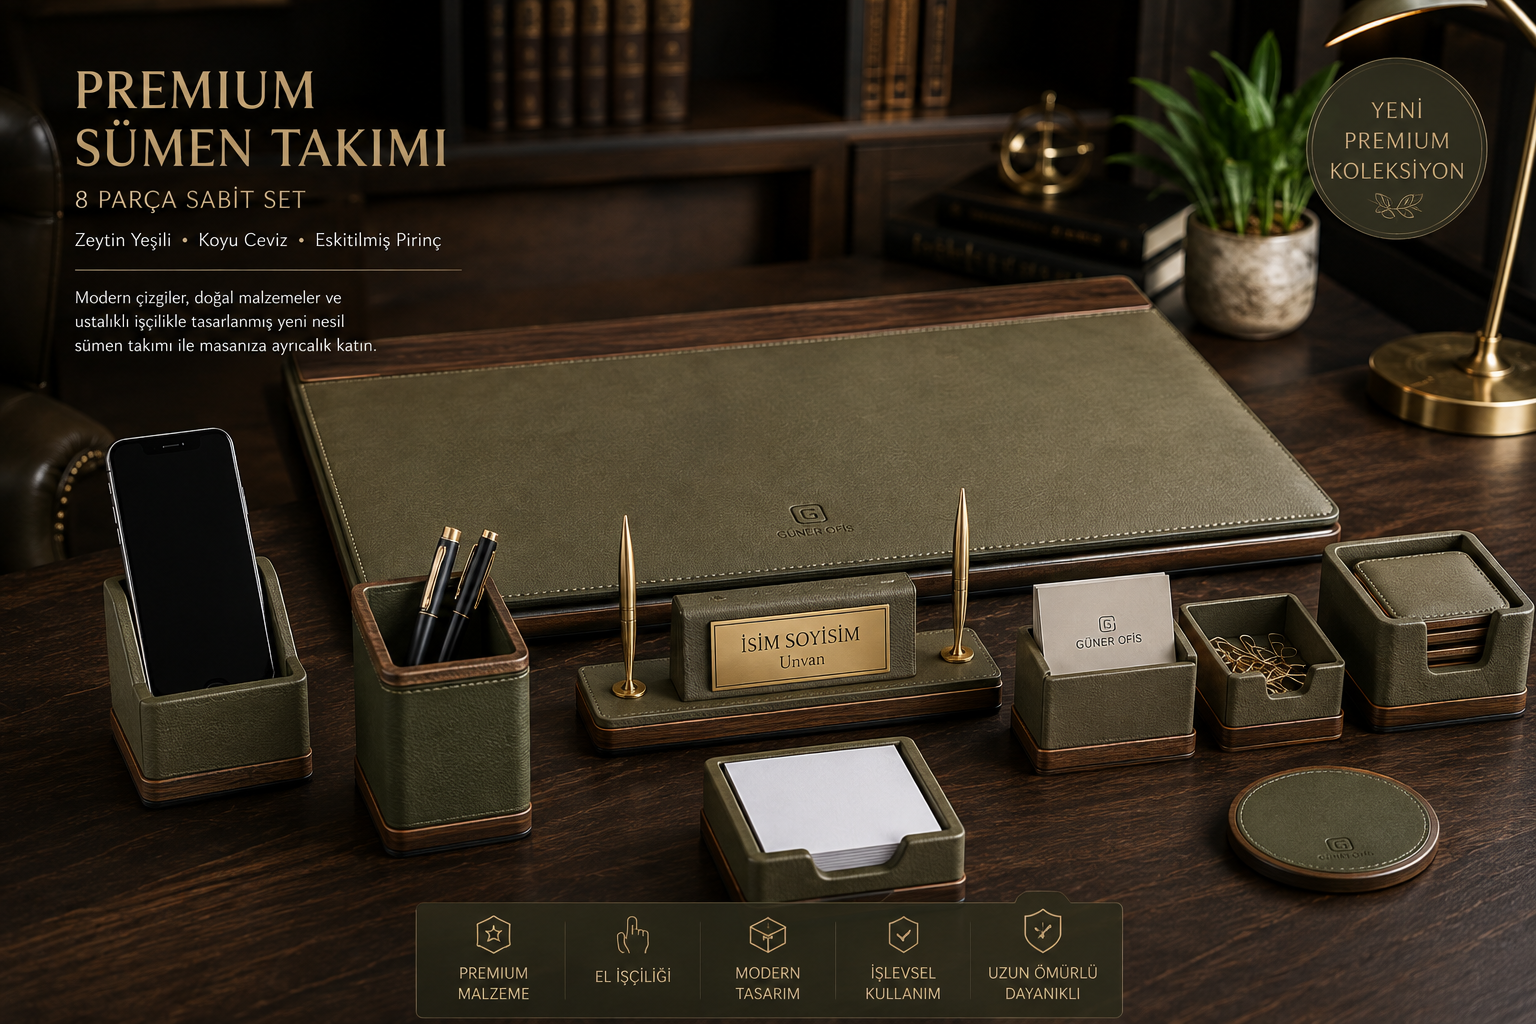 PREMIUM
SÜMEN TAKIMI
8 PARÇA SABİT SET
Zeytin Yeşili • Koyu Ceviz • Eskitilmiş Pirinç
Modern çizgiler, doğal malzemeler ve
ustalıklı işçilikle tasarlanmış yeni nesil
sümen takımı ile masanıza ayrıcalık katın.
YENİ
PREMIUM
KOLEKSİYON
G
GÜNER OFİS
İSİM SOYİSİM
Unvan
G
GÜNER OFİS
G
PREMIUM
MALZEME
EL İŞÇİLİĞİ
MODERN
TASARIM
İŞLEVSEL
KULLANIM
UZUN ÖMÜRLÜ
DAYANIKLI